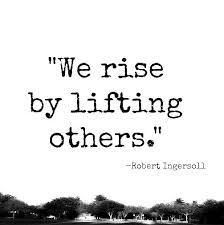 "We rise
by lifting
others."
-Robert Ingersoll